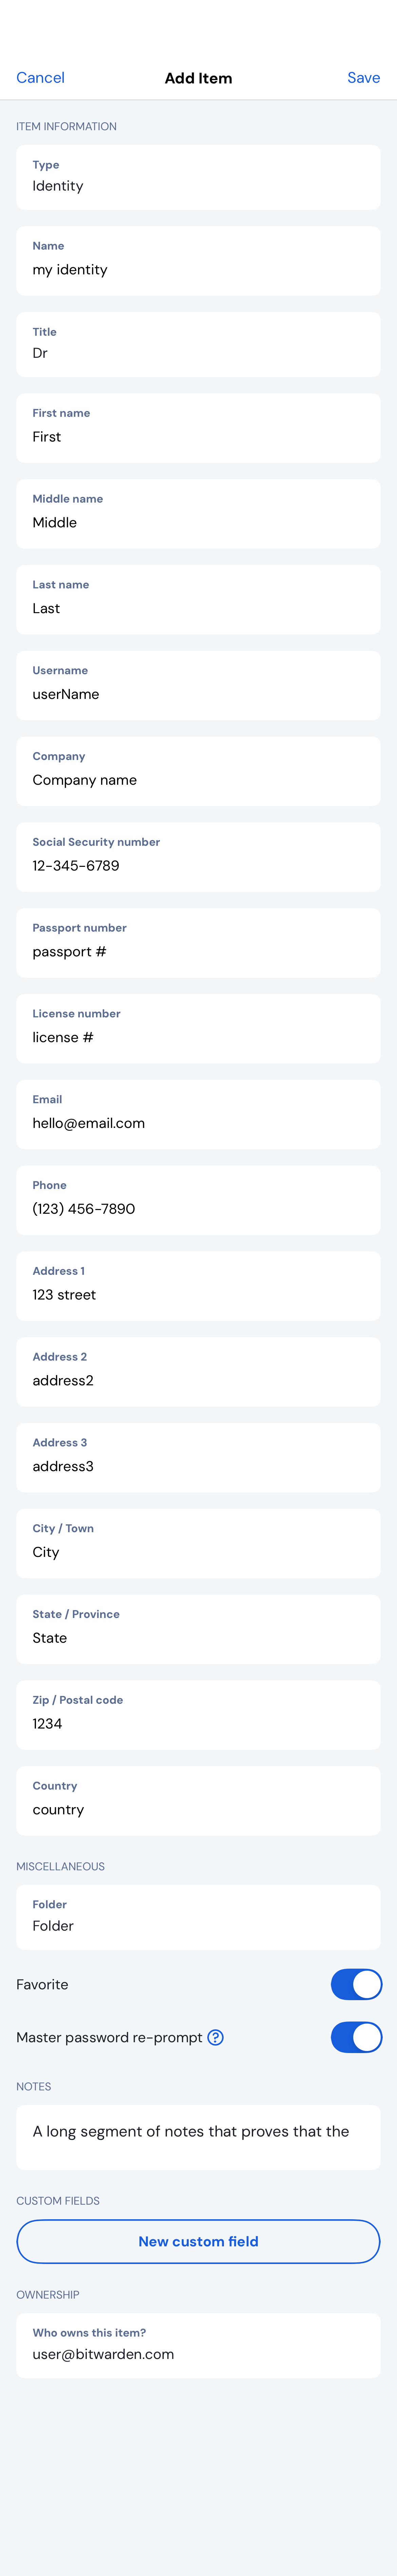 Cancel
Add Item
Save
ITEM INFORMATION
Type
Identity
Name
my identity
Title
Dr
First name
First
Middle name
Middle
Last name
Last
Username
userName
Company
Company name
Social Security number
12-345-6789
Passport number
passport #
License number
license #
Email
hello@email.com
Phone
(123) 456-7890
Address 1
123 street
Address 2
address2
Address 3
address3
City / Town
City
State / Province
State
Zip / Postal code
1234
Country
country
MISCELLANEOUS
Folder
Folder
Favorite
Master password re-prompt ?
NOTES
A long segment of notes that proves that the
CUSTOM FIELDS
New custom field
OWNERSHIP
Who owns this item?
user@bitwarden.com